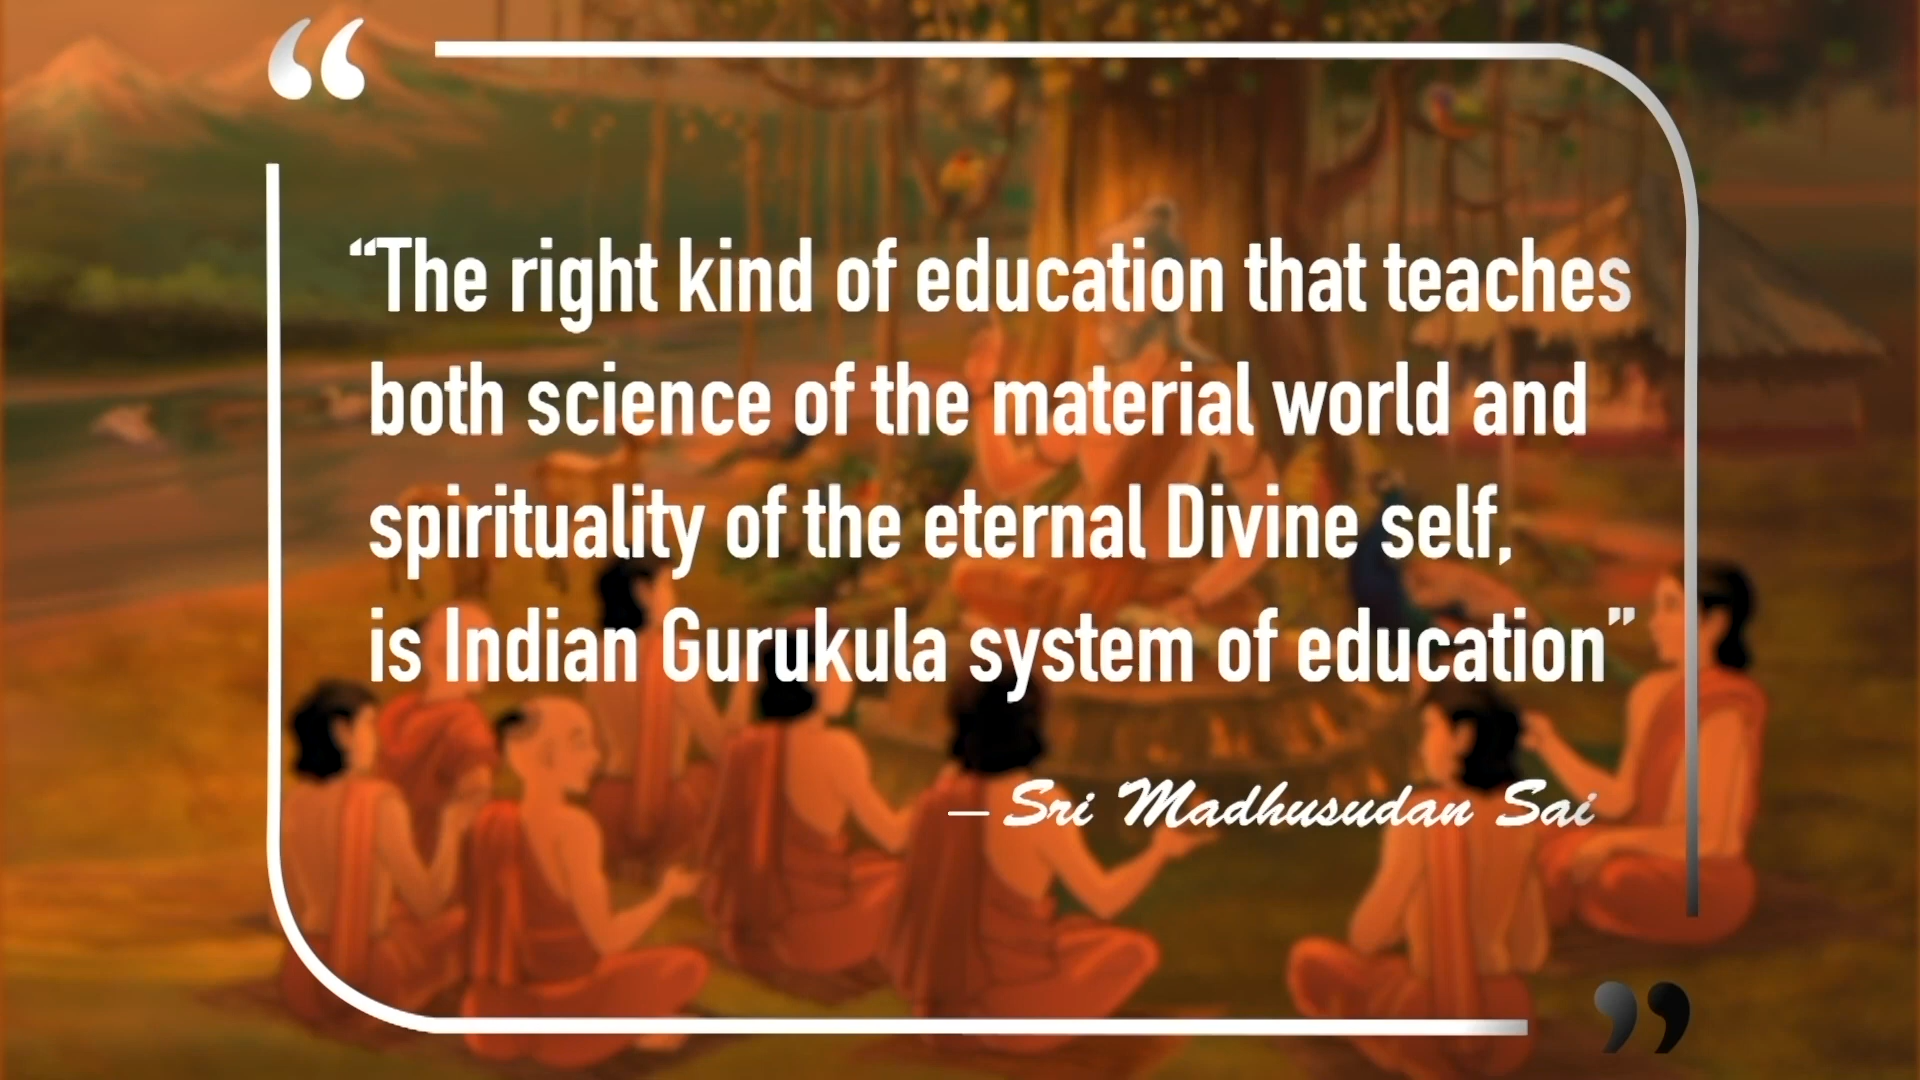 “The right kind of education that teaches
both science of the material world and
spirituality of the eternal Divine self,
is Indian Gurukula system of education”
— Sri Madhusudan Sai